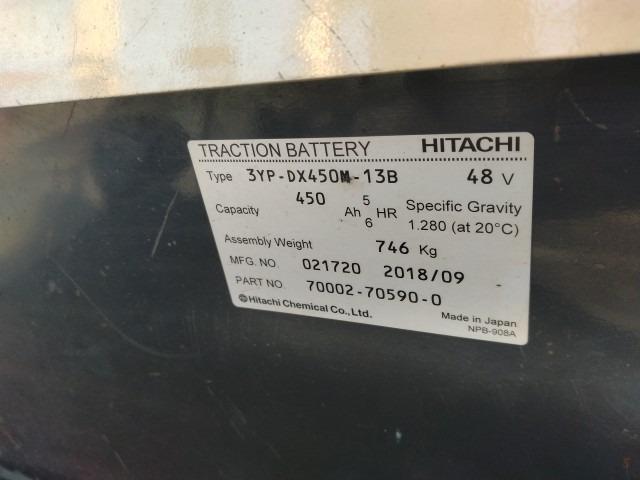 TRACTION BATTERY HITACHI
Type 3YP-DX450M-13B 48 V
Capacity 450 Ah 5/6 HR Specific Gravity
1.280 (at 20°C)
Assembly Weight 746 Kg
MFG. NO. 021720 2018/09
PART NO. 70002-70590-0
Hitachi Chemical Co., Ltd. Made in Japan
NPB-908A